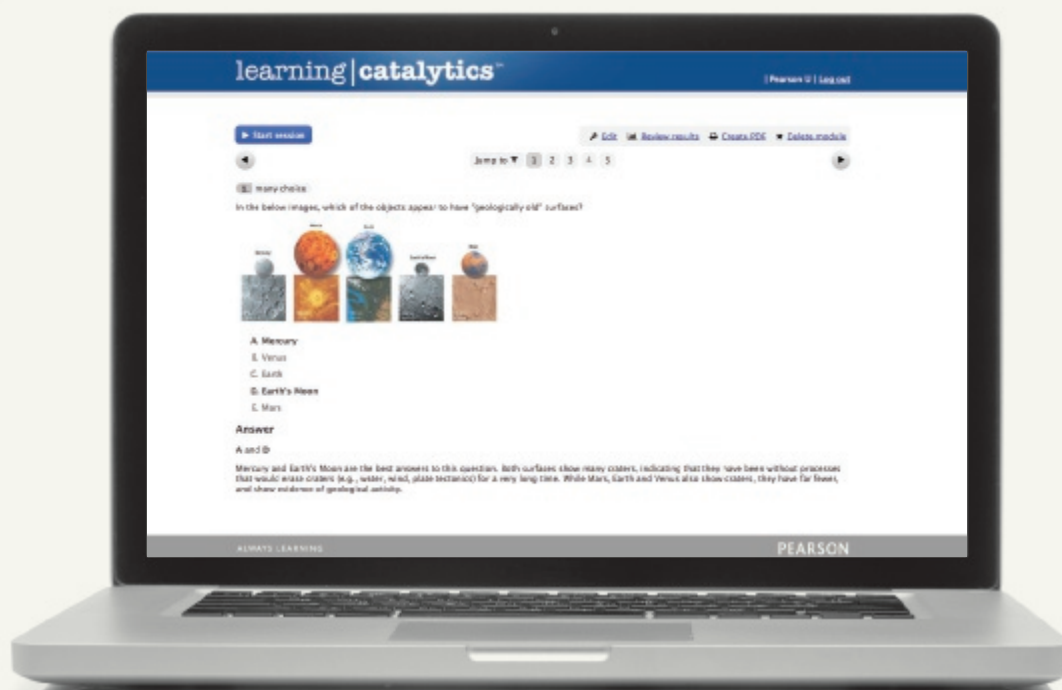 learning|catalytics™
| Pearson U | Log out
Start session
Edit Review results Create PDF Delete module
Jump to ▼ 1 2 3 4 5
many choice
In the below images, which of the objects appear to have "geologically old" surfaces?
Mercury Earth's Moon
A. Mercury
B. Venus
C. Earth
D. Earth's Moon
E. Mars
Answer
A and D
Mercury and Earth's Moon are the best answers to this question. Both surfaces show many craters, indicating that they have been without processes
that would erase craters (e.g., water, wind, plate tectonics) for a very long time. While Mars, Earth and Venus also show craters, they have far fewer,
and show evidence of geological activity.
ALWAYS LEARNING
PEARSON